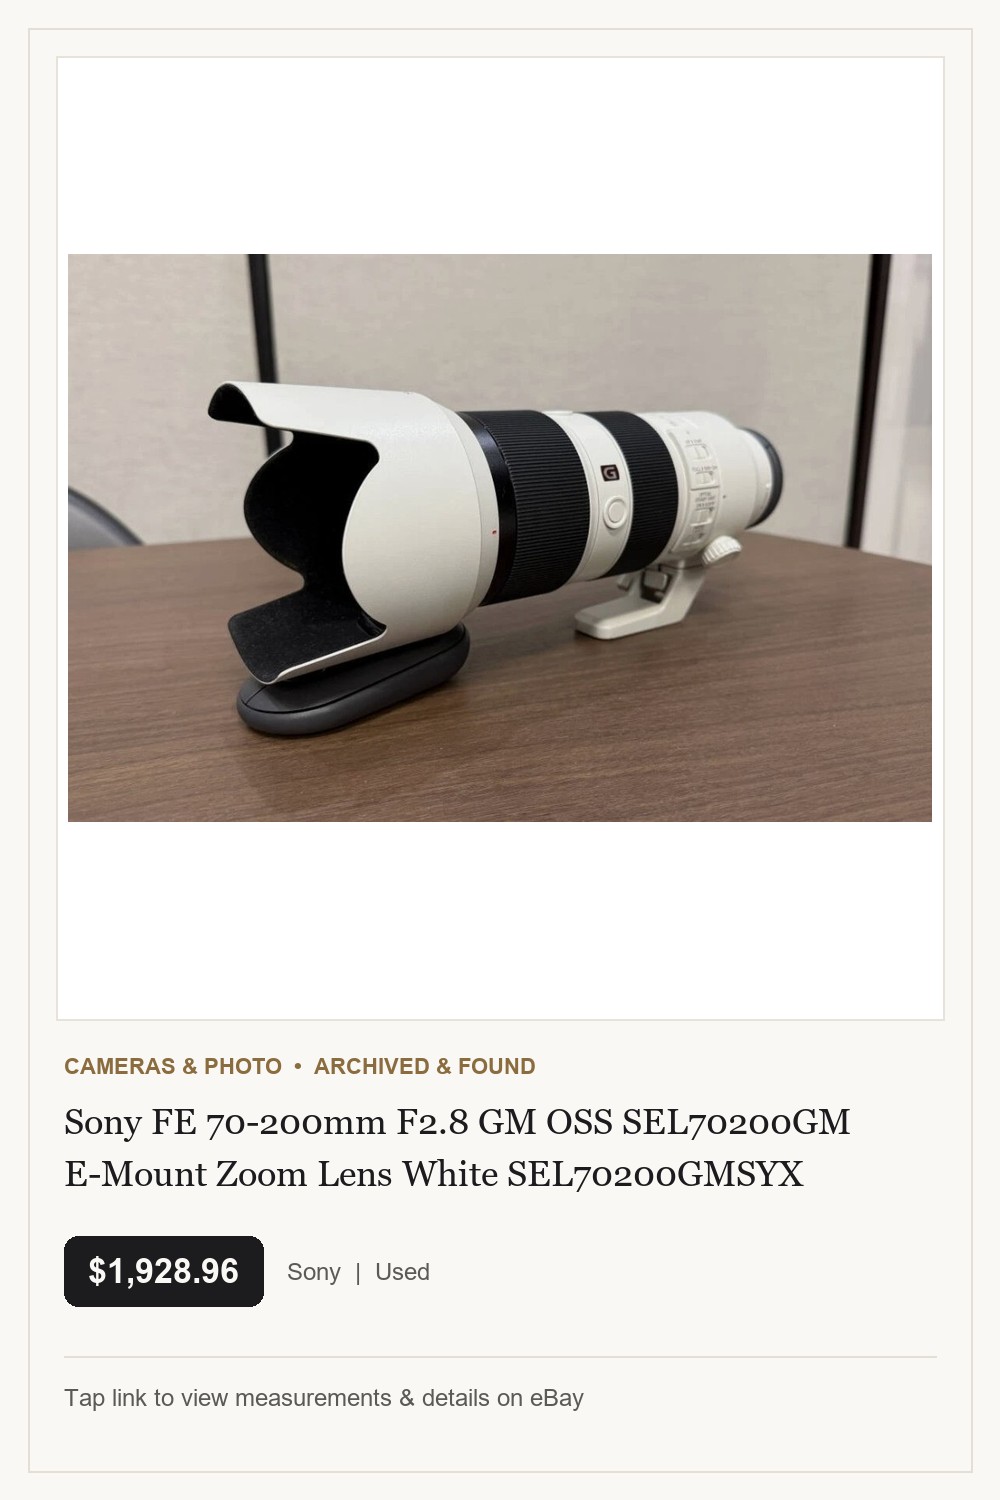 G
CAMERAS & PHOTO • ARCHIVED & FOUND
Sony FE 70-200mm F2.8 GM OSS SEL70200GM
E-Mount Zoom Lens White SEL70200GMSYX
$1,928.96
Sony | Used
Tap link to view measurements & details on eBay